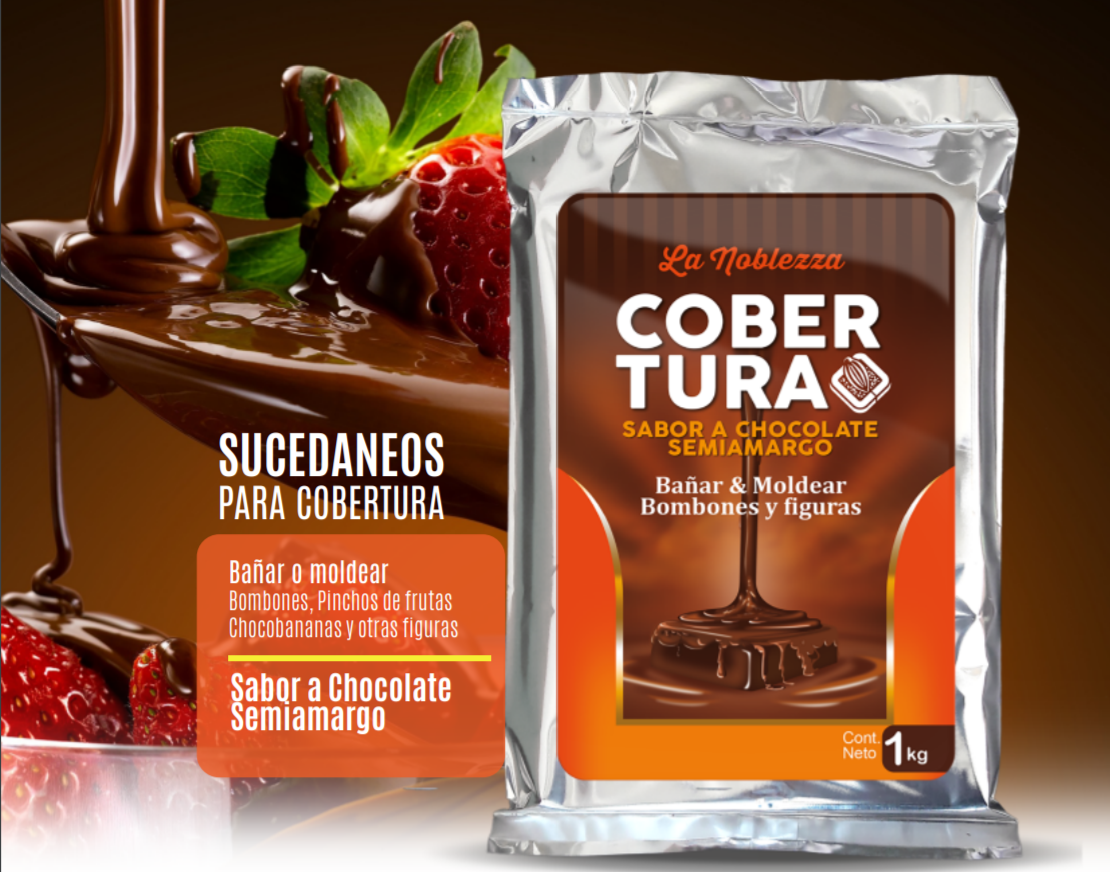 SUCEDANEOS
PARA COBERTURA
Bañar o moldear
Bombones, Pinchos de frutas
Chocobananas y otras figuras
Sabor a Chocolate
Semiamargo
La Noblezza
COBER
TURA
SABOR A CHOCOLATE
SEMIAMARGO
Bañar & Moldear
Bombones y figuras
Cont.
Neto
1kg